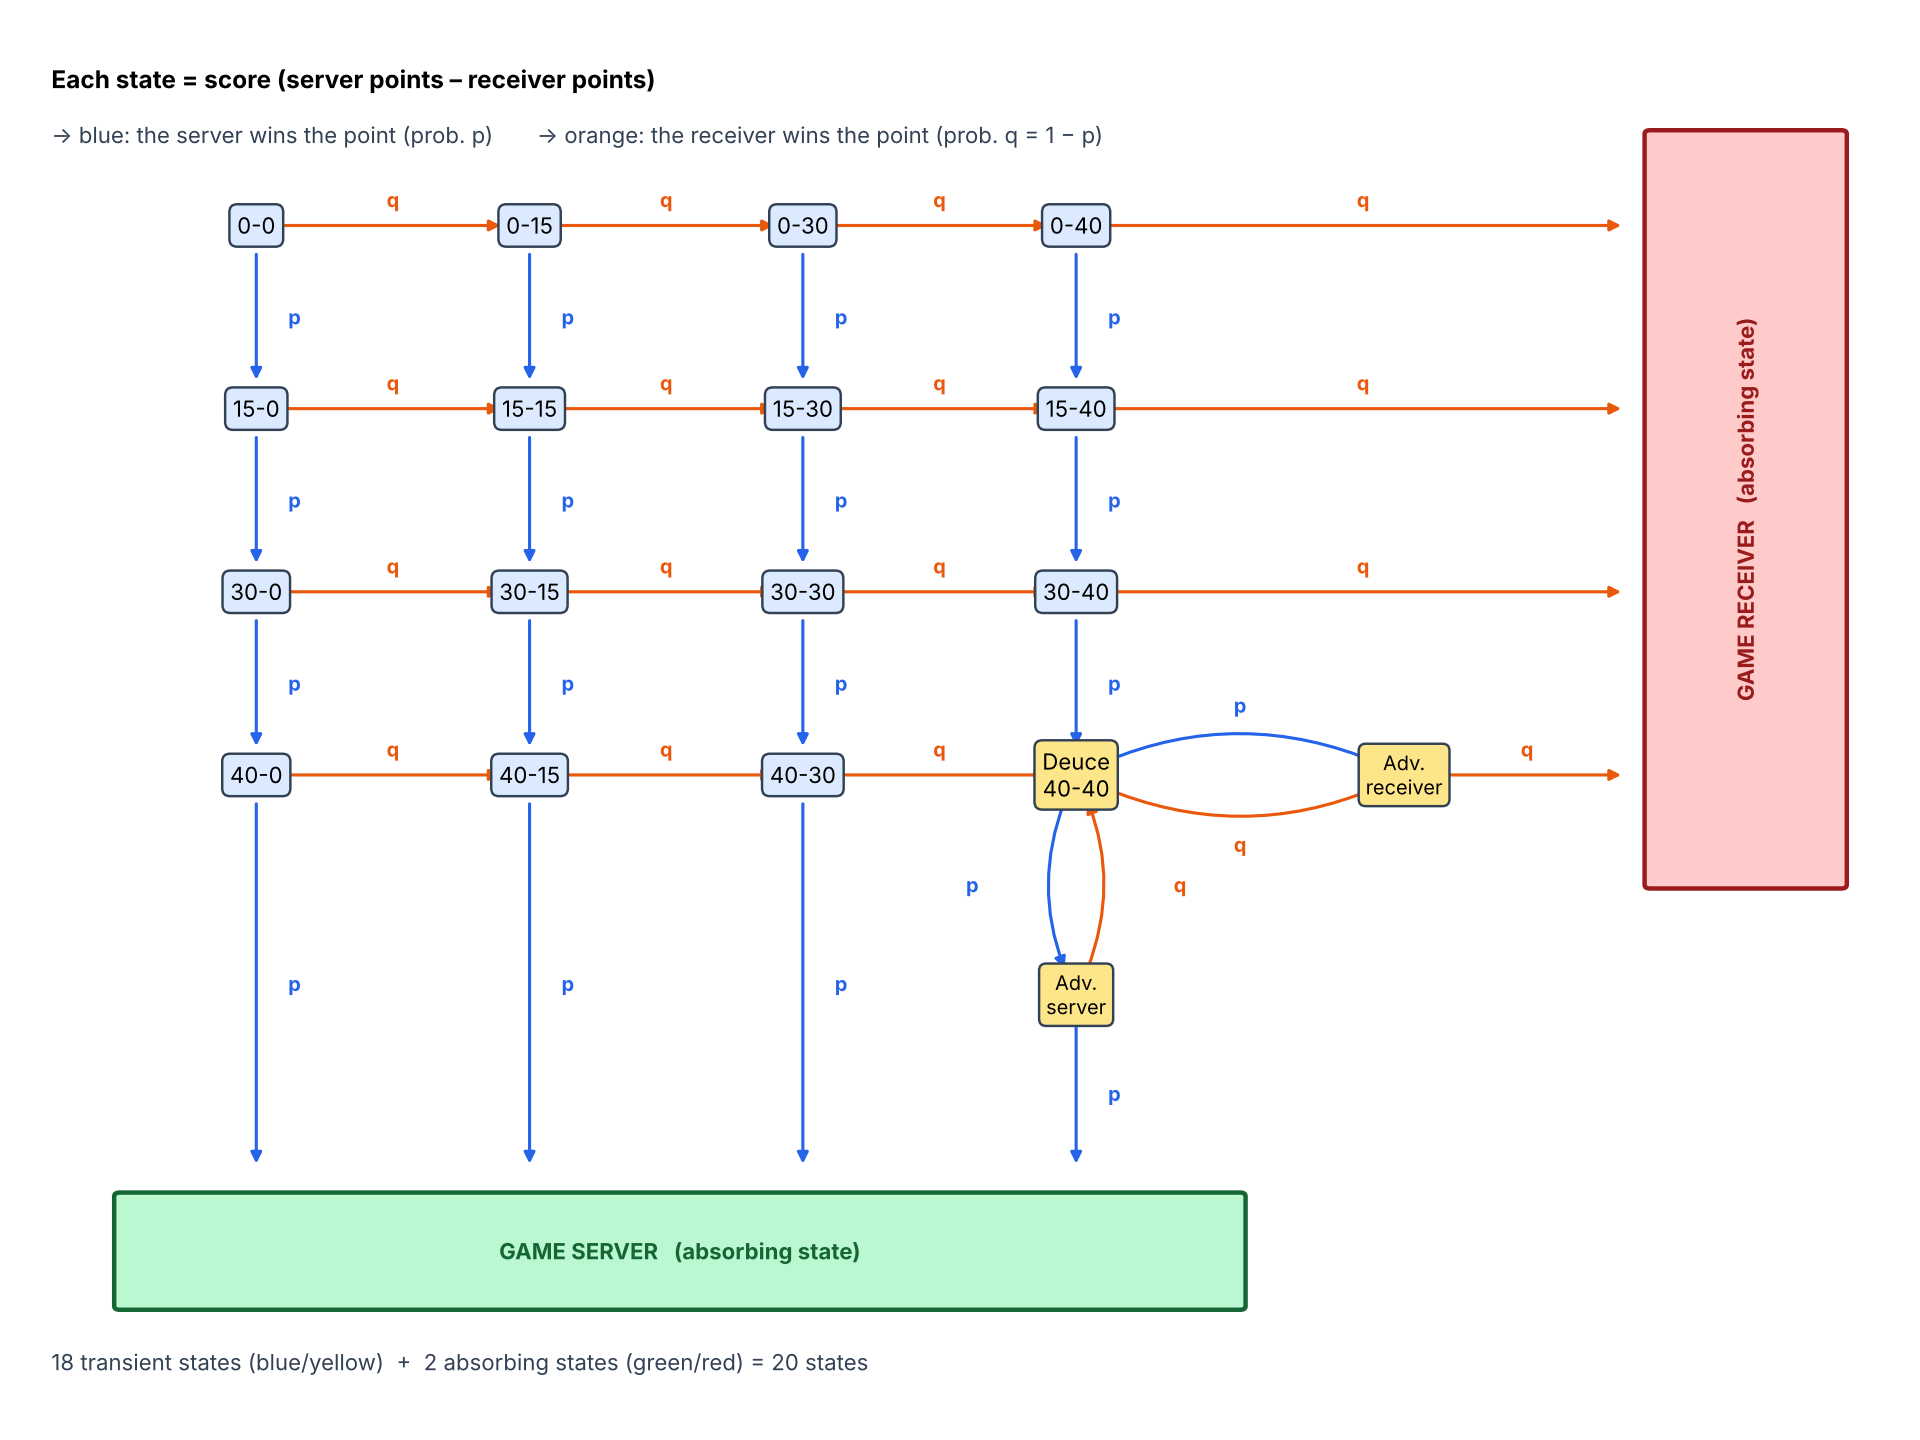 Each state = score (server points – receiver points)
→ blue: the server wins the point (prob. p)
→ orange: the receiver wins the point (prob. q = 1 − p)
q
q
q
q
0-0
0-15
0-30
0-40
p
p
p
p
q
q
q
q
15-0
15-15
15-30
15-40
p
p
p
p
q
q
q
q
30-0
30-15
30-30
30-40
p
p
p
p
p
q
q
q
q
40-0
40-15
40-30
Deuce
40-40
Adv.
receiver
q
p
q
Adv.
server
p
p
p
p
GAME RECEIVER (absorbing state)
GAME SERVER (absorbing state)
18 transient states (blue/yellow) + 2 absorbing states (green/red) = 20 states